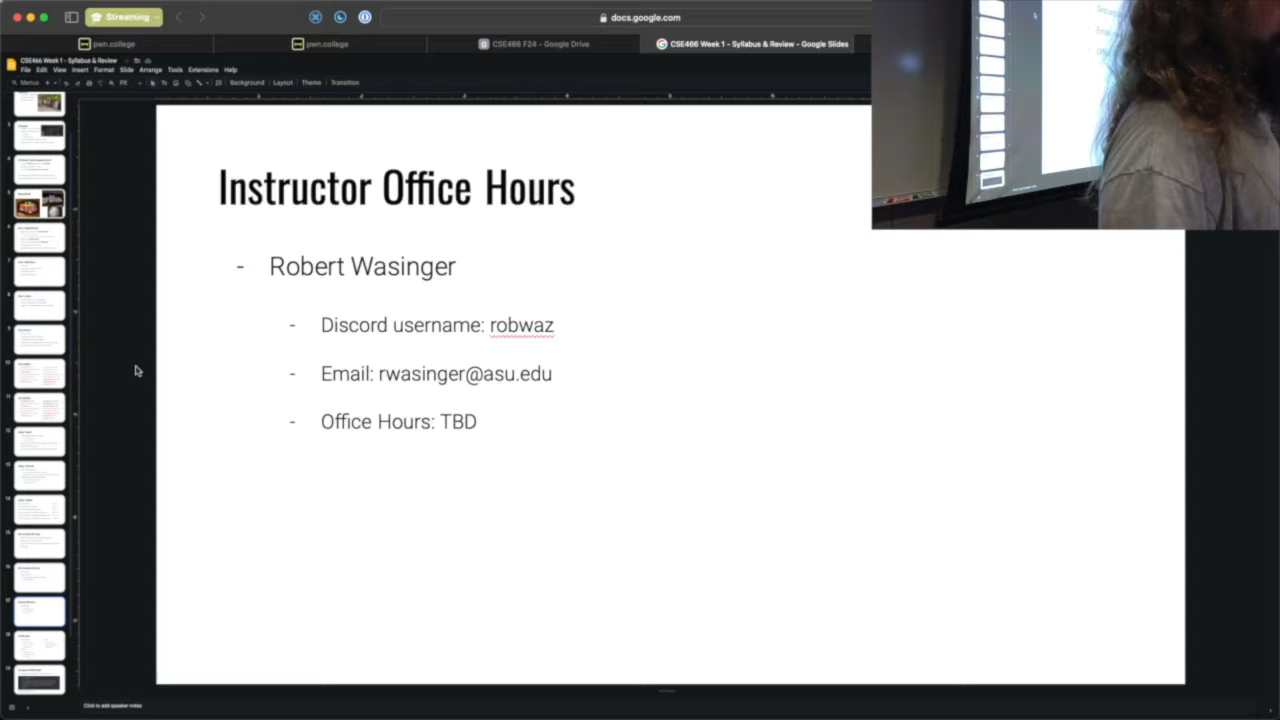 Streaming
docs.google.com
pwn.college
pwn.college
CSE466 F24 - Google Drive
CSE466 Week 1 - Syllabus & Review - Google Slides
CSE466 Week 1 - Syllabus & Review
File Edit View Insert Format Slide Arrange Tools Extensions Help
Menus
Fit
Background Layout Theme Transition
Instructor Office Hours
- Robert Wasinger
- Discord username: robwaz
- Email: rwasinger@asu.edu
- Office Hours: TBD
Click to add speaker notes